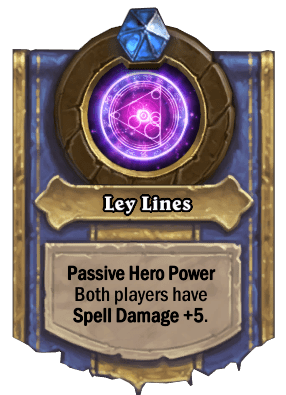 Ley Lines
Passive Hero Power
Both players have
Spell Damage +5.